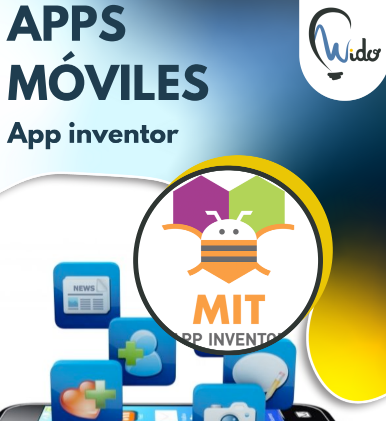 APPS
Wido
MÓVILES
App inventor
NEWS
MIT
APP INVENTOR